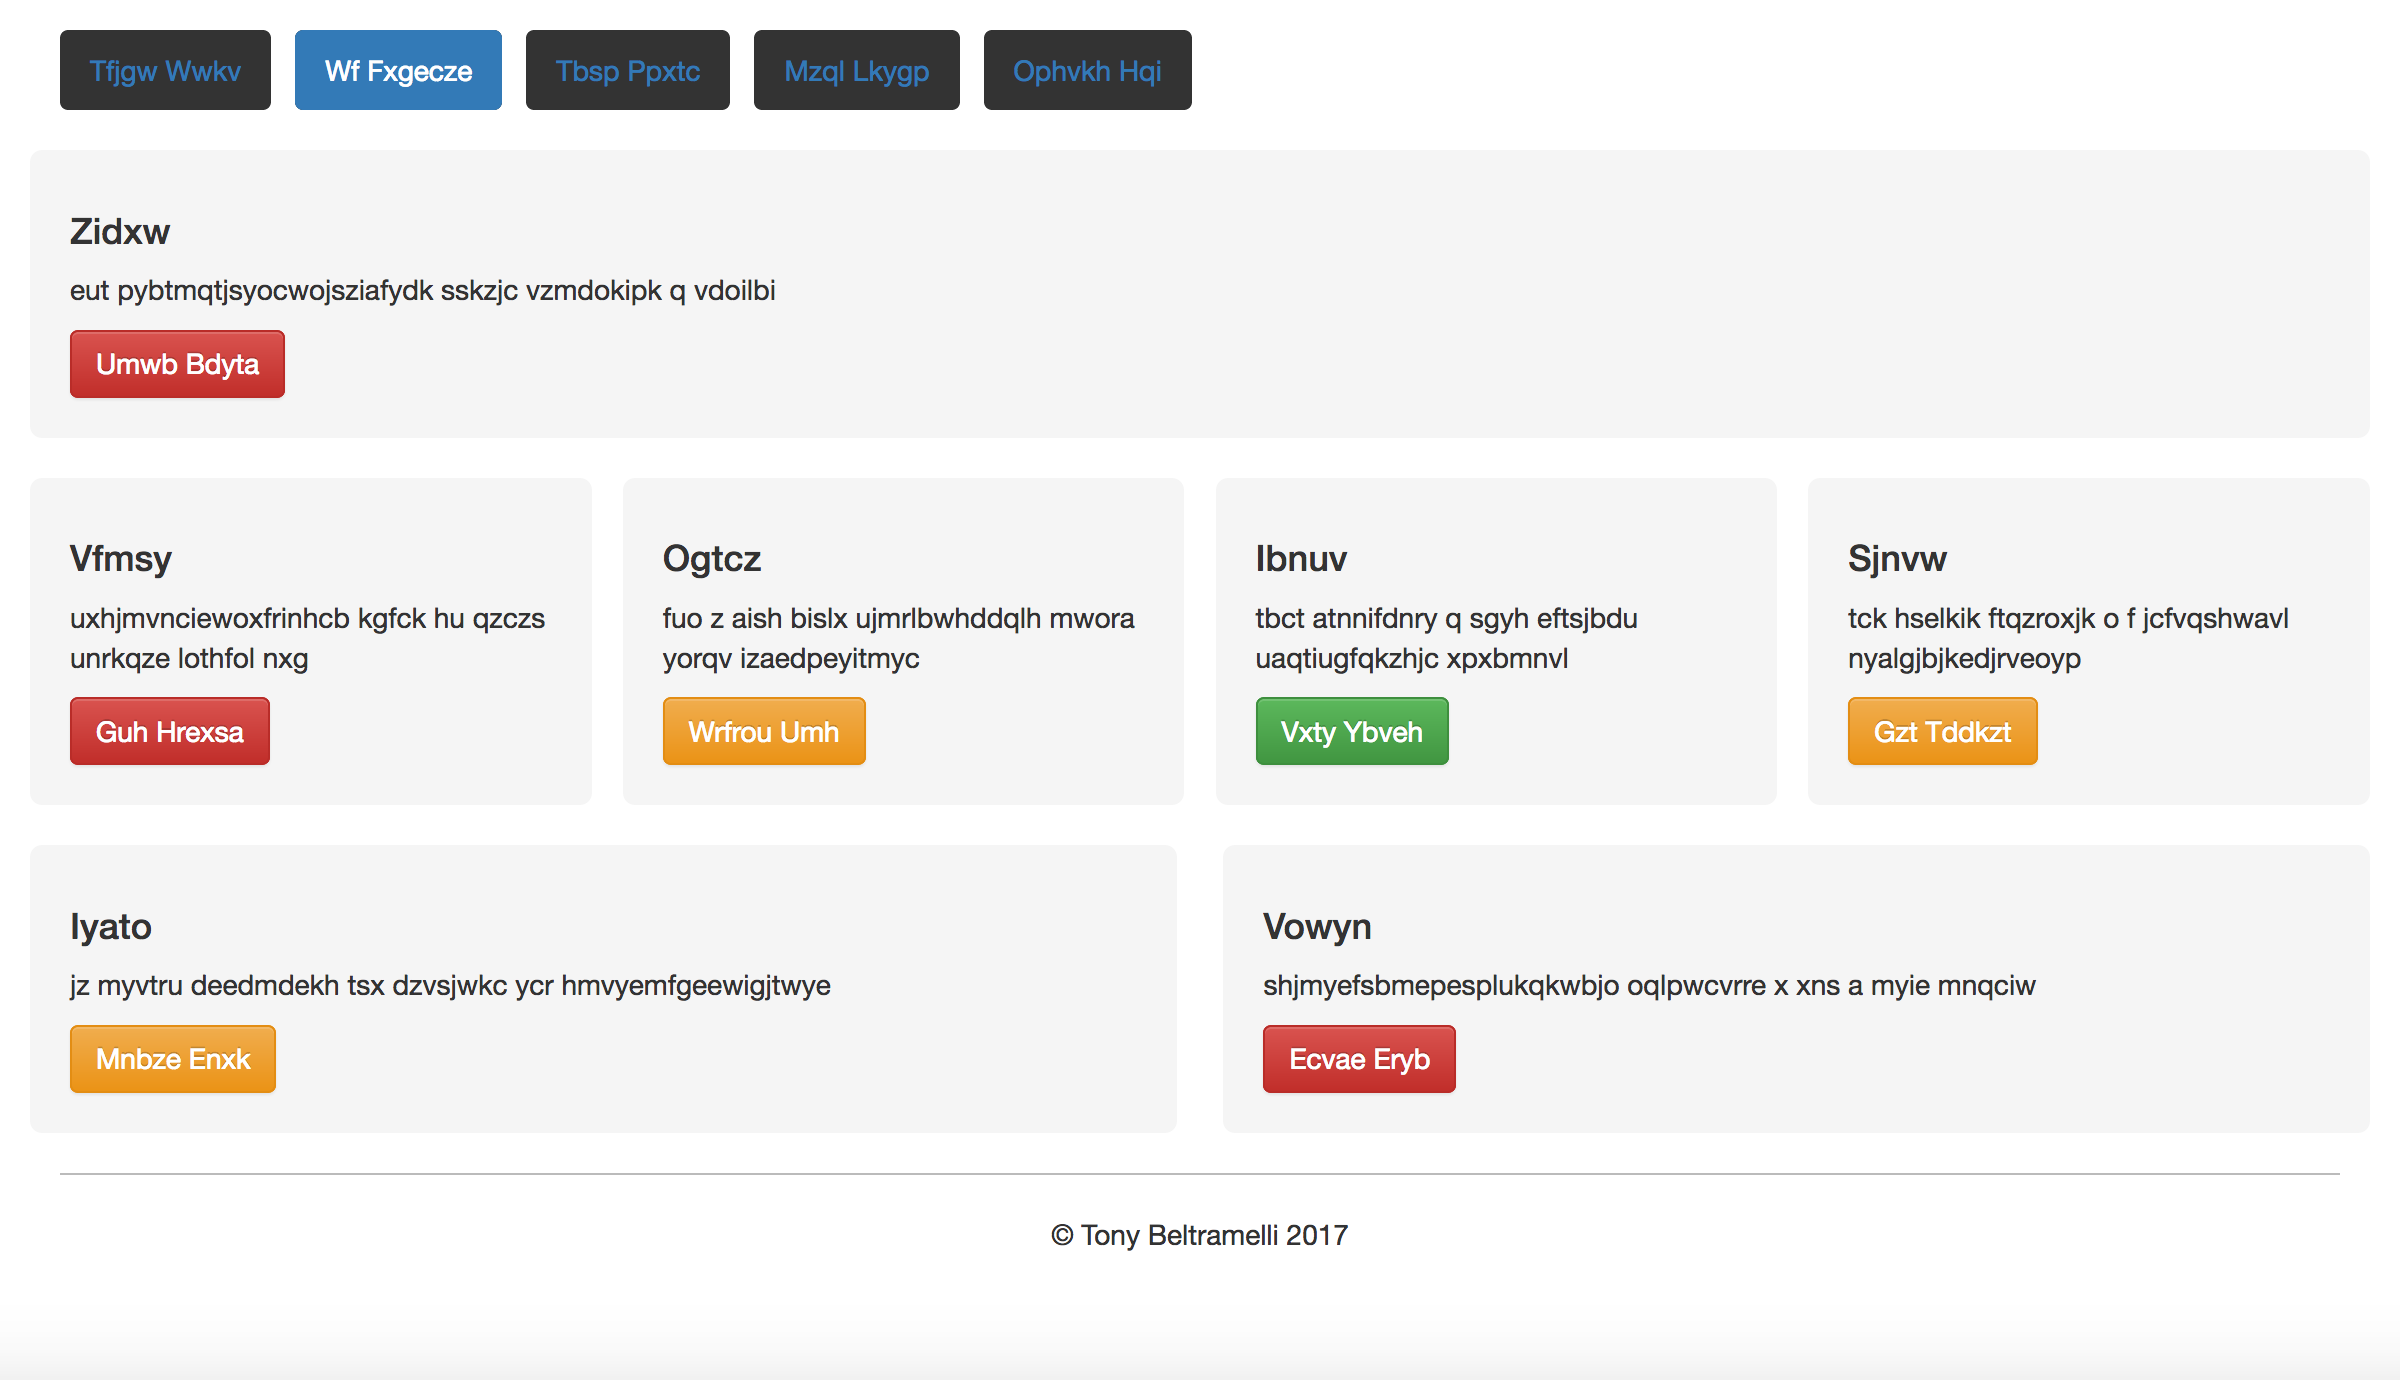 Tfjgw Wwkv
Wf Fxgecze
Tbsp Ppxtc
Mzql Lkygp
Ophvkh Hqi
Zidxw
eut pybtmqtjsyocwojsziafydk sskzjc vzmdokipk q vdoilbi
Umwb Bdyta
Vfmsy
uxhjmvnciewoxfrinhcb kgfck hu qzczs
unrkqze lothfol nxg
Guh Hrexsa
Ogtcz
fuo z aish bislx ujmrlbwhddqlh mwora
yorqv izaedpeyitmyc
Wrfrou Umh
Ibnuv
tbct atnnifdnry q sgyh eftsjbdu
uaqtiugfqkzhjc xpxbmnvl
Vxty Ybveh
Sjnvw
tck hselkik ftqzroxjk o f jcfvqshwavl
nyalgjbjkedjrveoyp
Gzt Tddkzt
Iyato
jz myvtru deedmdekh tsx dzvsjwkc ycr hmvyemfgeewigjtwye
Mnbze Enxk
Vowyn
shjmyefsbmepesplukqkwbjo oqlpwcvrre x xns a myie mnqciw
Ecvae Eryb
© Tony Beltramelli 2017